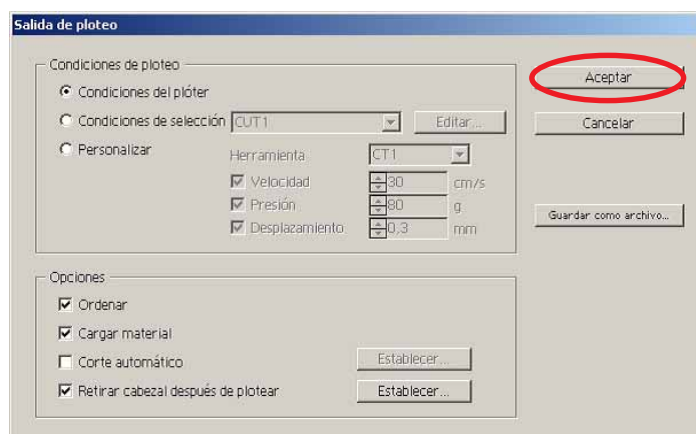 Salida de ploteo
Condiciones de ploteo
Condiciones del plóter
Condiciones de selección CUT1 Editar...
Personalizar
Herramienta CT1
Velocidad 30 cm/s
Presión 80 g
Desplazamiento 0,3 mm
Opciones
Ordenar
Cargar material
Corte automático Establecer...
Retirar cabezal después de plotear Establecer...
Aceptar
Cancelar
Guardar como archivo...